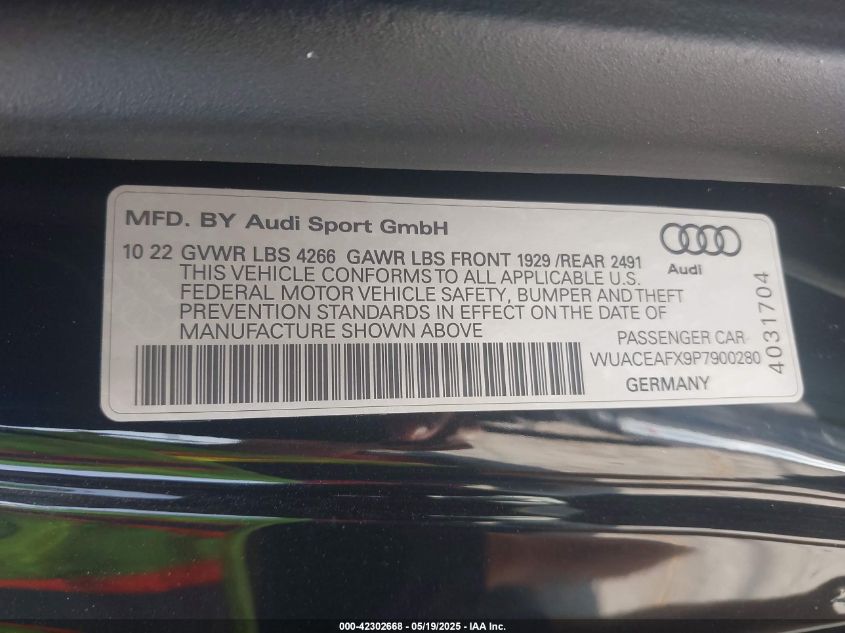 MFD. BY Audi Sport GmbH
10 22 GVWR LBS 4266 GAWR LBS FRONT 1929 /REAR 2491
THIS VEHICLE CONFORMS TO ALL APPLICABLE U.S.
FEDERAL MOTOR VEHICLE SAFETY, BUMPER AND THEFT
PREVENTION STANDARDS IN EFFECT ON THE DATE OF
MANUFACTURE SHOWN ABOVE
Audi
PASSENGER CAR
WUACEAFX9P7900280
GERMANY
4031704
000-42302668 - 05/19/2025 - IAA Inc.